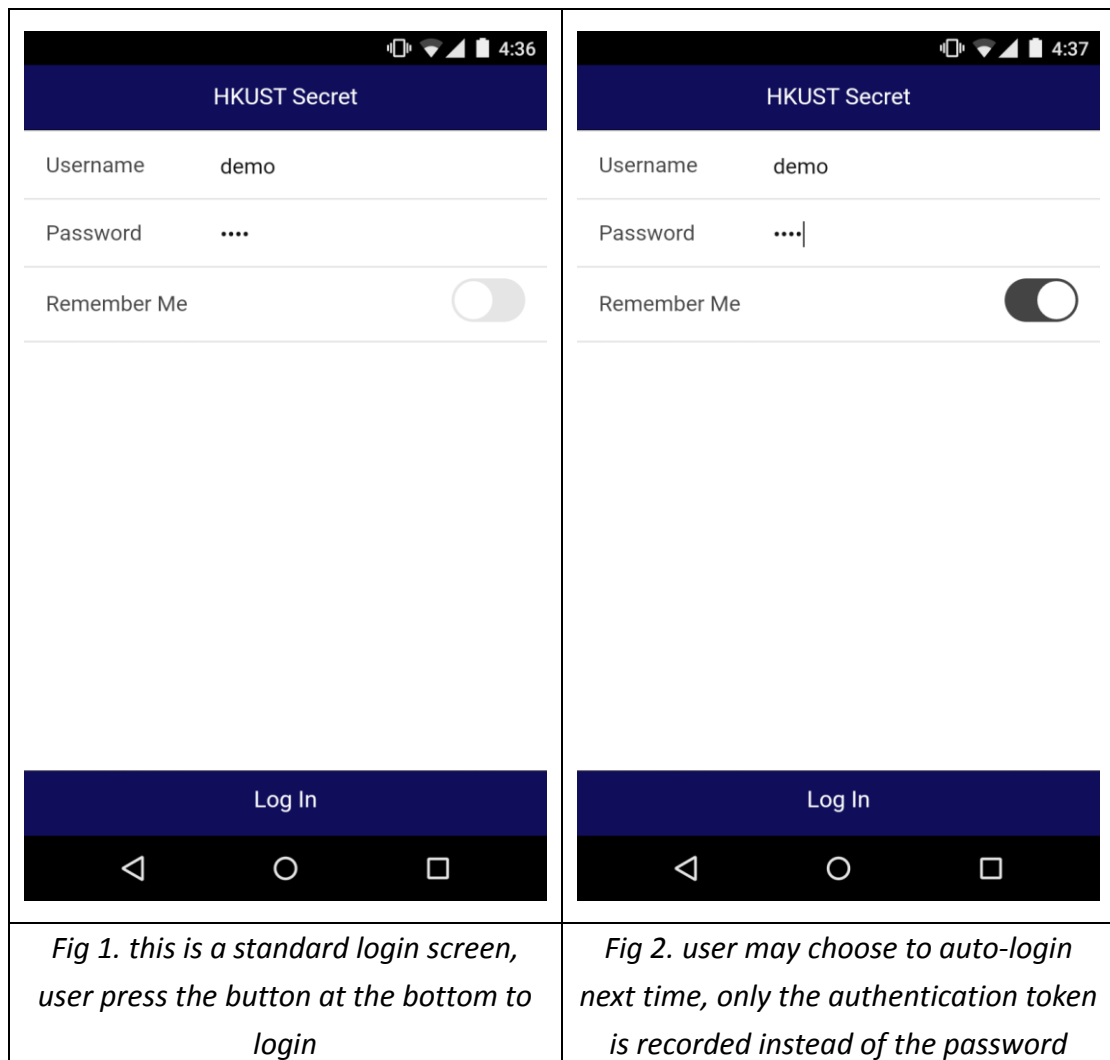 4:36
HKUST Secret
Username demo
Password ••••
Remember Me
Log In
Fig 1. this is a standard login screen,
user press the button at the bottom to
login
4:37
HKUST Secret
Username demo
Password ••••
Remember Me
Log In
Fig 2. user may choose to auto-login
next time, only the authentication token
is recorded instead of the password